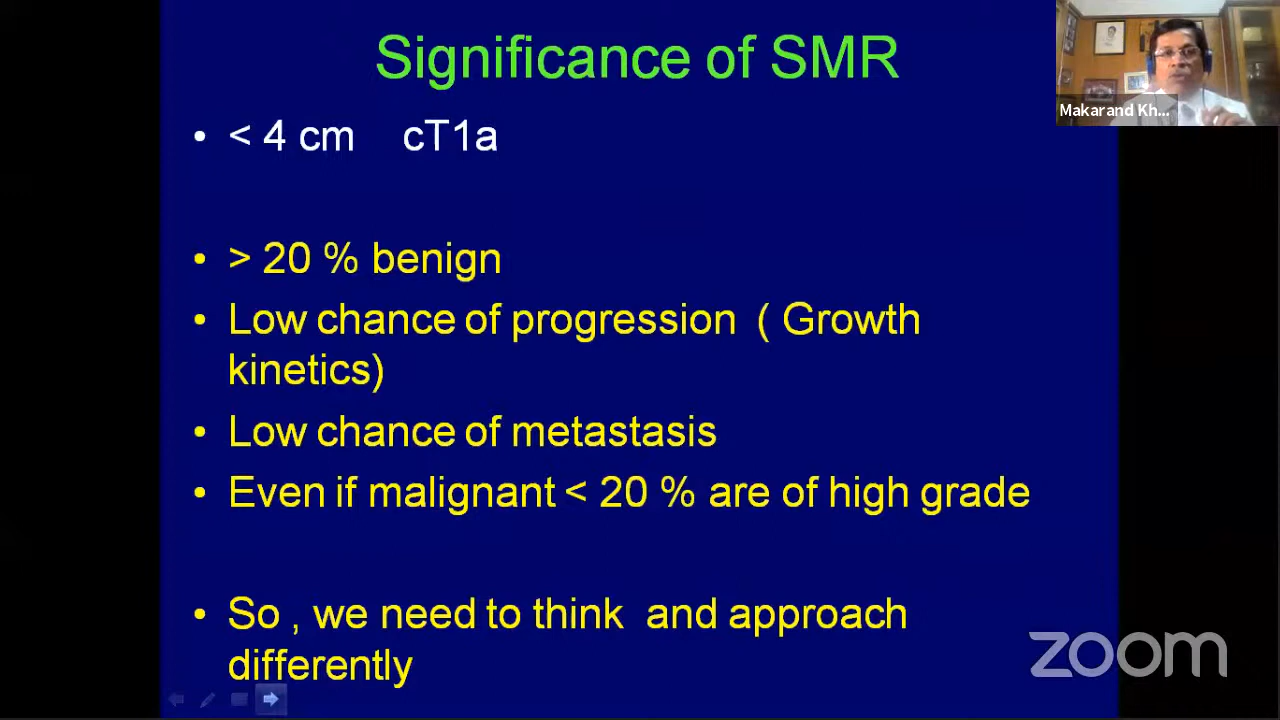 Significance of SMR
Makarand Kh...
• < 4 cm cT1a
• > 20 % benign
• Low chance of progression ( Growth
kinetics)
• Low chance of metastasis
• Even if malignant < 20 % are of high grade
• So , we need to think and approach
differently
zoom